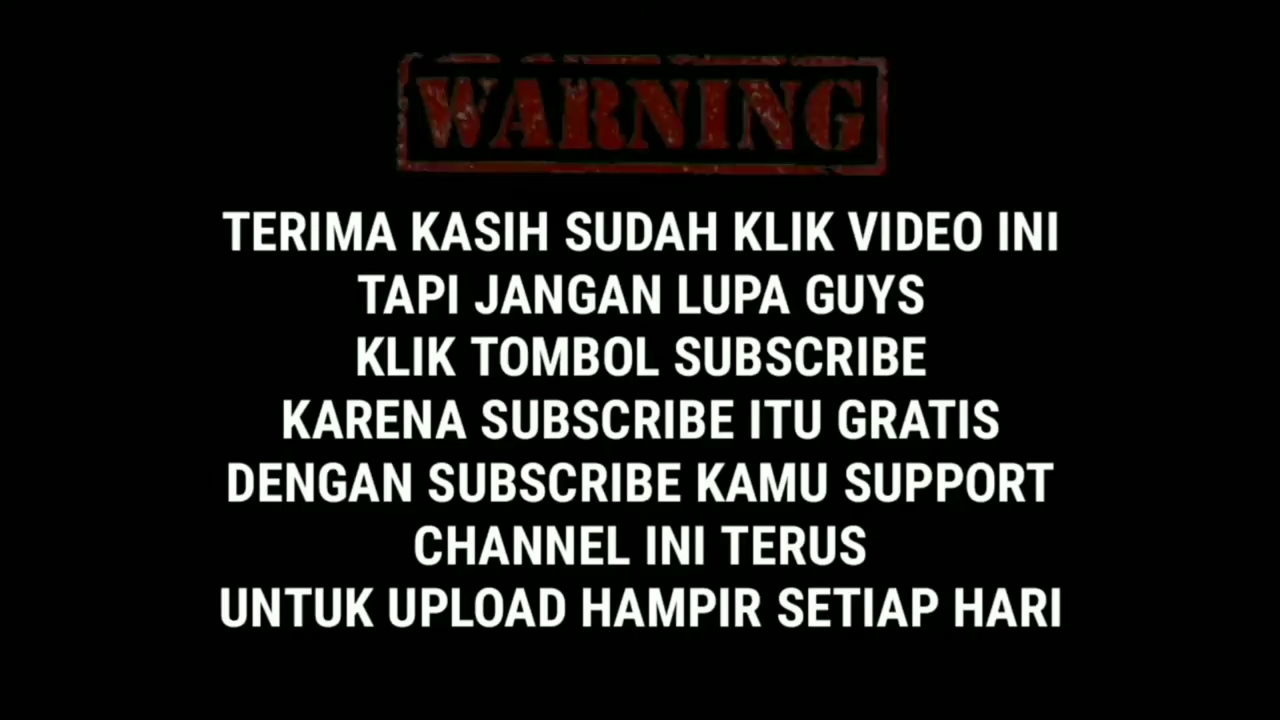 WARNING
TERIMA KASIH SUDAH KLIK VIDEO INI
TAPI JANGAN LUPA GUYS
KLIK TOMBOL SUBSCRIBE
KARENA SUBSCRIBE ITU GRATIS
DENGAN SUBSCRIBE KAMU SUPPORT
CHANNEL INI TERUS
UNTUK UPLOAD HAMPIR SETIAP HARI